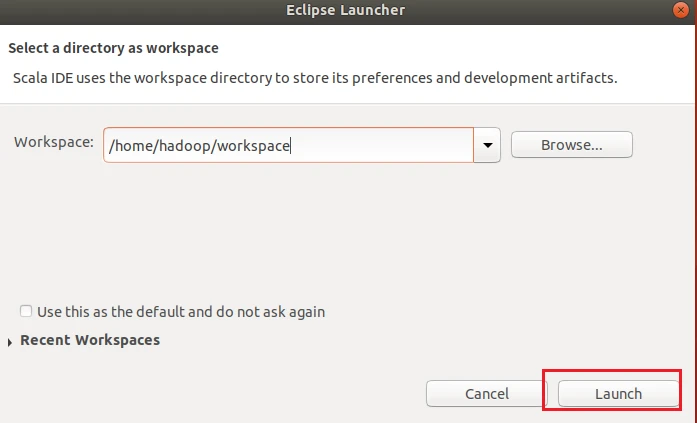 Eclipse Launcher
Select a directory as workspace
Scala IDE uses the workspace directory to store its preferences and development artifacts.
Workspace: /home/hadoop/workspace Browse...
Use this as the default and do not ask again
Recent Workspaces
Cancel Launch